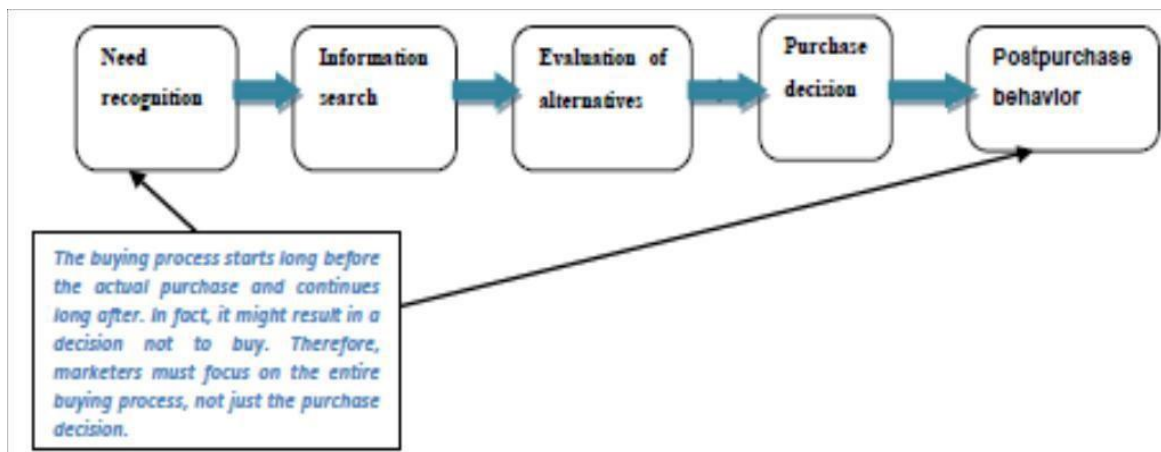 Need
recognition
Information
search
Evaluation of
alternatives
Purchase
decision
Postpurchase
behavior
The buying process starts long before
the actual purchase and continues
long after. In fact, it might result in a
decision not to buy. Therefore,
marketers must focus on the entire
buying process, not just the purchase
decision.